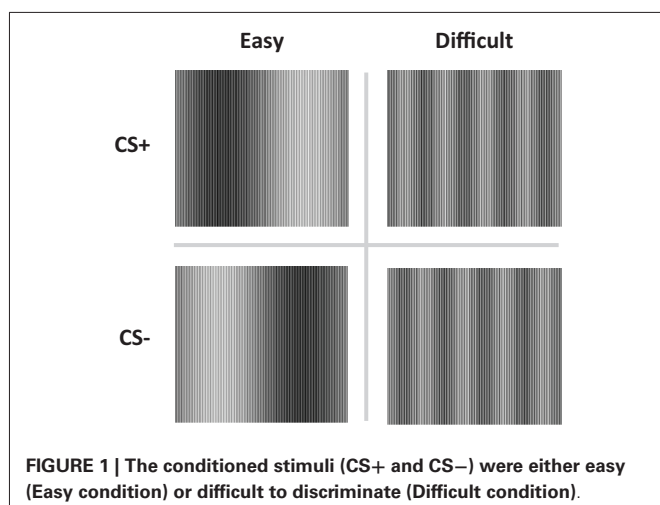 Easy Difficult
CS+
CS-
FIGURE 1 | The conditioned stimuli (CS+ and CS−) were either easy
(Easy condition) or difficult to discriminate (Difficult condition).